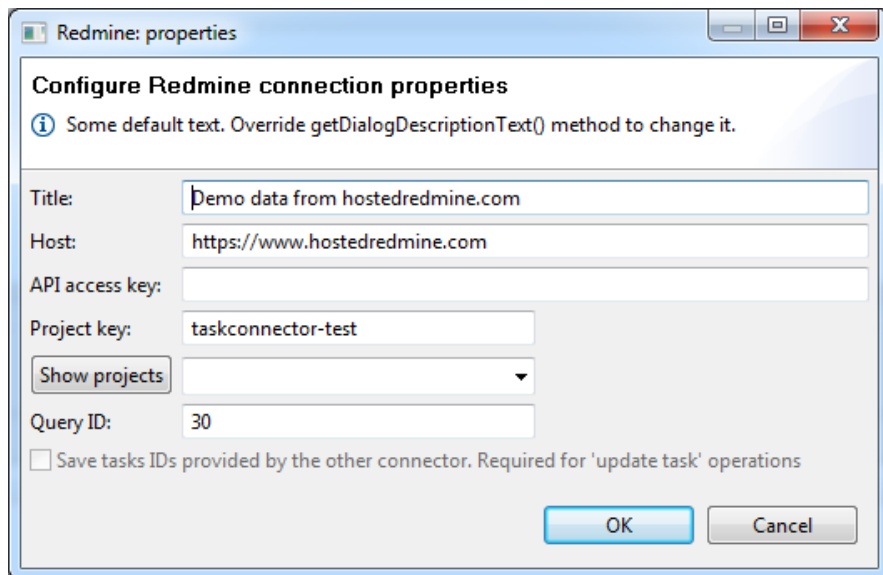 Redmine: properties
Configure Redmine connection properties
Some default text. Override getDialogDescriptionText() method to change it.
Title: Demo data from hostedredmine.com
Host: https://www.hostedredmine.com
API access key:
Project key: taskconnector-test
Show projects
Query ID: 30
Save tasks IDs provided by the other connector. Required for 'update task' operations
OK Cancel